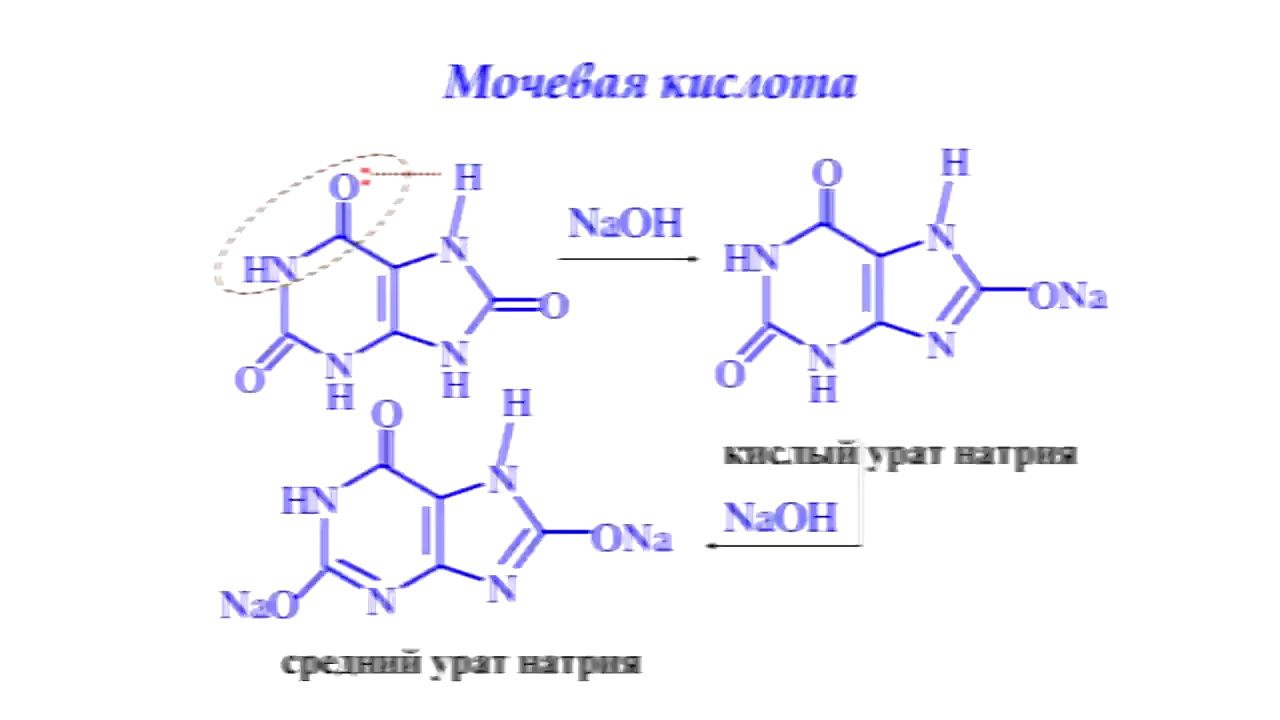 Мочевая кислота
O H
HN N
O
O N N
H H
NaOH
O H
HN N
ONa
O N N
H
кислый урат натрия
NaOH
O H
HN N
ONa
NaO N N
средний урат натрия